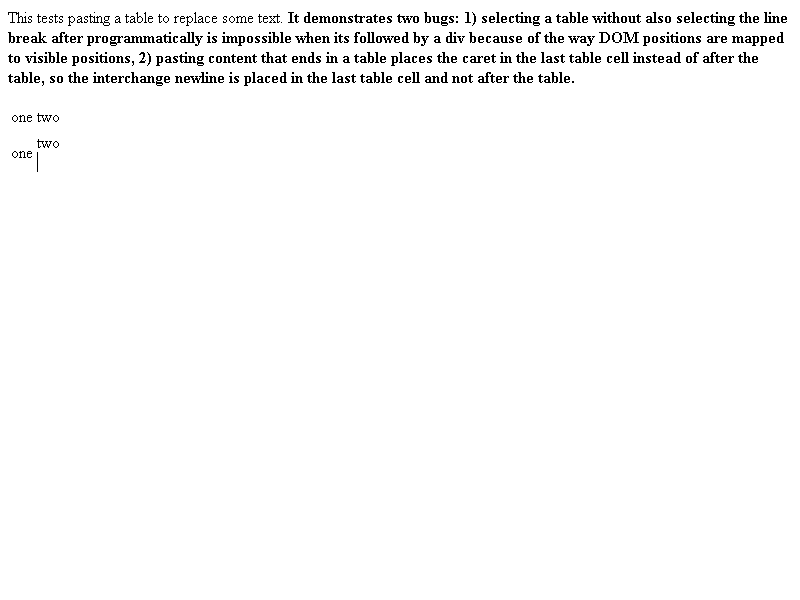 This tests pasting a table to replace some text. It demonstrates two bugs: 1) selecting a table without also selecting the line
break after programmatically is impossible when its followed by a div because of the way DOM positions are mapped
to visible positions, 2) pasting content that ends in a table places the caret in the last table cell instead of after the
table, so the interchange newline is placed in the last table cell and not after the table.
one two
two
one